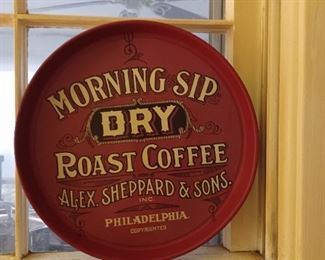 MORNING SIP
DRY
ROAST COFFEE
ALEX. SHEPPARD & SONS.
INC.
PHILADELPHIA.
COPYRIGHTED